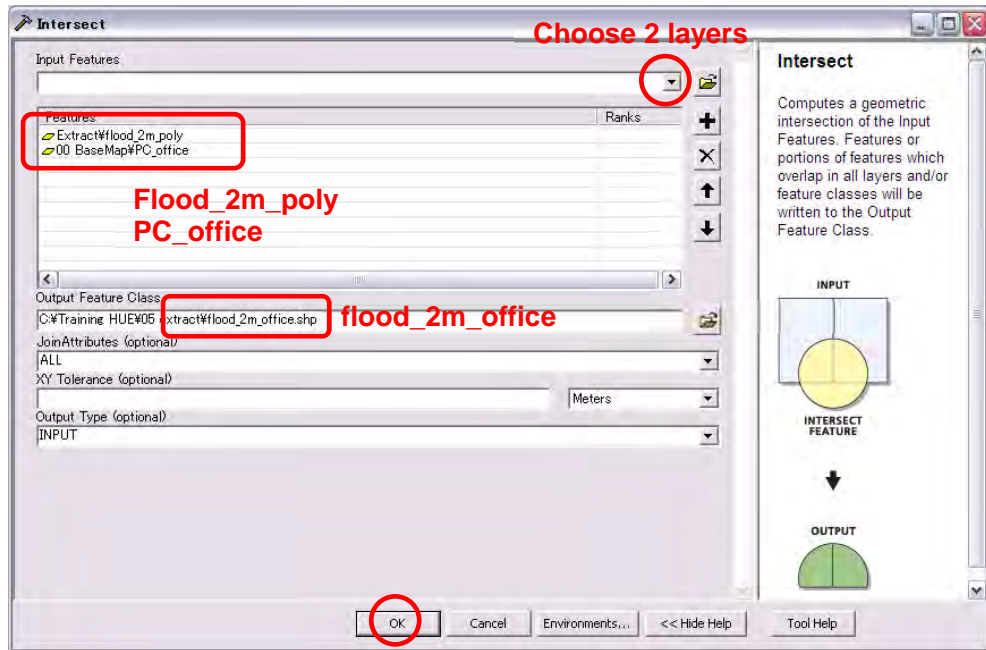 Intersect
Choose 2 layers
Input Features
Features Ranks
Extract¥flood_2m_poly
00 BaseMap¥PC_office
Flood_2m_poly
PC_office
Output Feature Class
C:¥Training HUE¥05 extract¥flood_2m_office.shp
flood_2m_office
JoinAttributes (optional)
ALL
XY Tolerance (optional)
Meters
Output Type (optional)
INPUT
OK
Cancel
Environments...
<< Hide Help
Tool Help
Intersect
Computes a geometric
intersection of the Input
Features. Features or
portions of features which
overlap in all layers and/or
feature classes will be
written to the Output
Feature Class.
INPUT
INTERSECT
FEATURE
OUTPUT